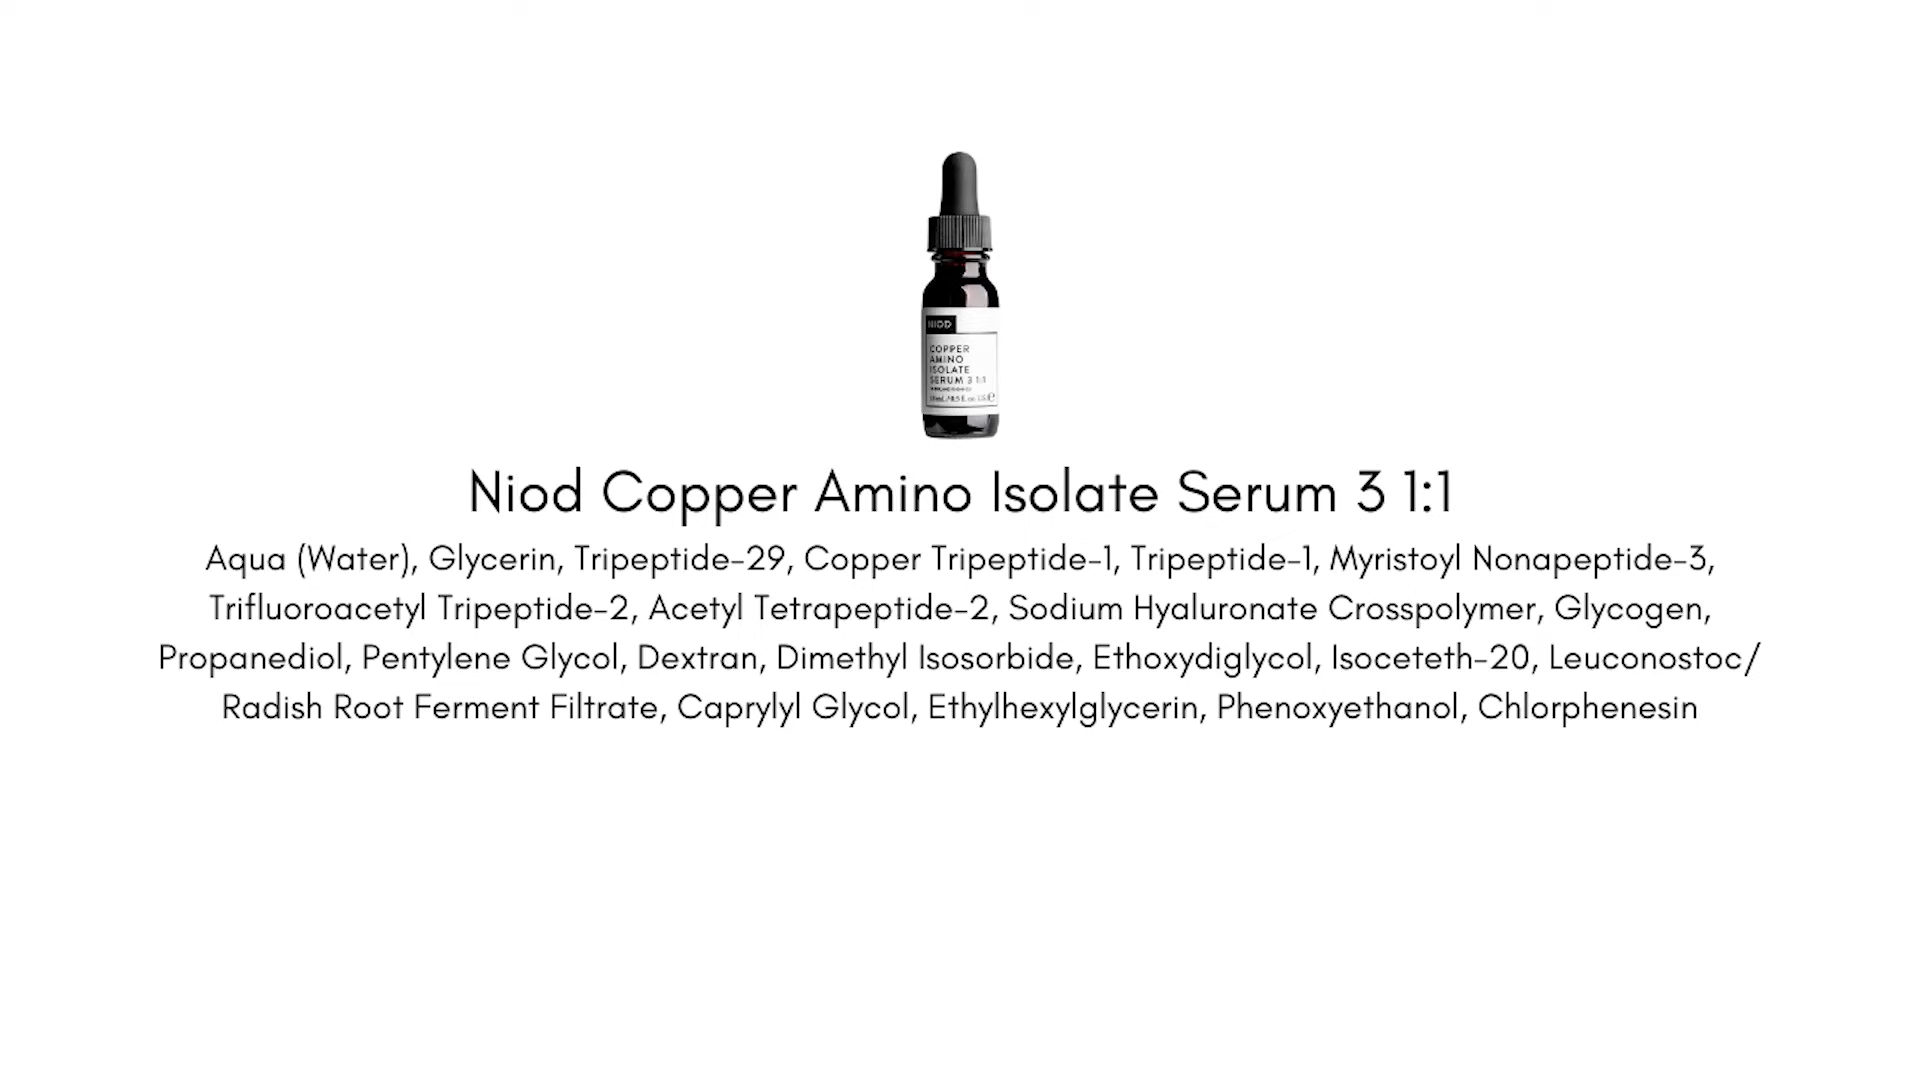 NIOD
COPPER
AMINO
ISOLATE
SERUM 3 1:1
Niod Copper Amino Isolate Serum 3 1:1
Aqua (Water), Glycerin, Tripeptide-29, Copper Tripeptide-1, Tripeptide-1, Myristoyl Nonapeptide-3,
Trifluoroacetyl Tripeptide-2, Acetyl Tetrapeptide-2, Sodium Hyaluronate Crosspolymer, Glycogen,
Propanediol, Pentylene Glycol, Dextran, Dimethyl Isosorbide, Ethoxydiglycol, Isoceteth-20, Leuconostoc/
Radish Root Ferment Filtrate, Caprylyl Glycol, Ethylhexylglycerin, Phenoxyethanol, Chlorphenesin